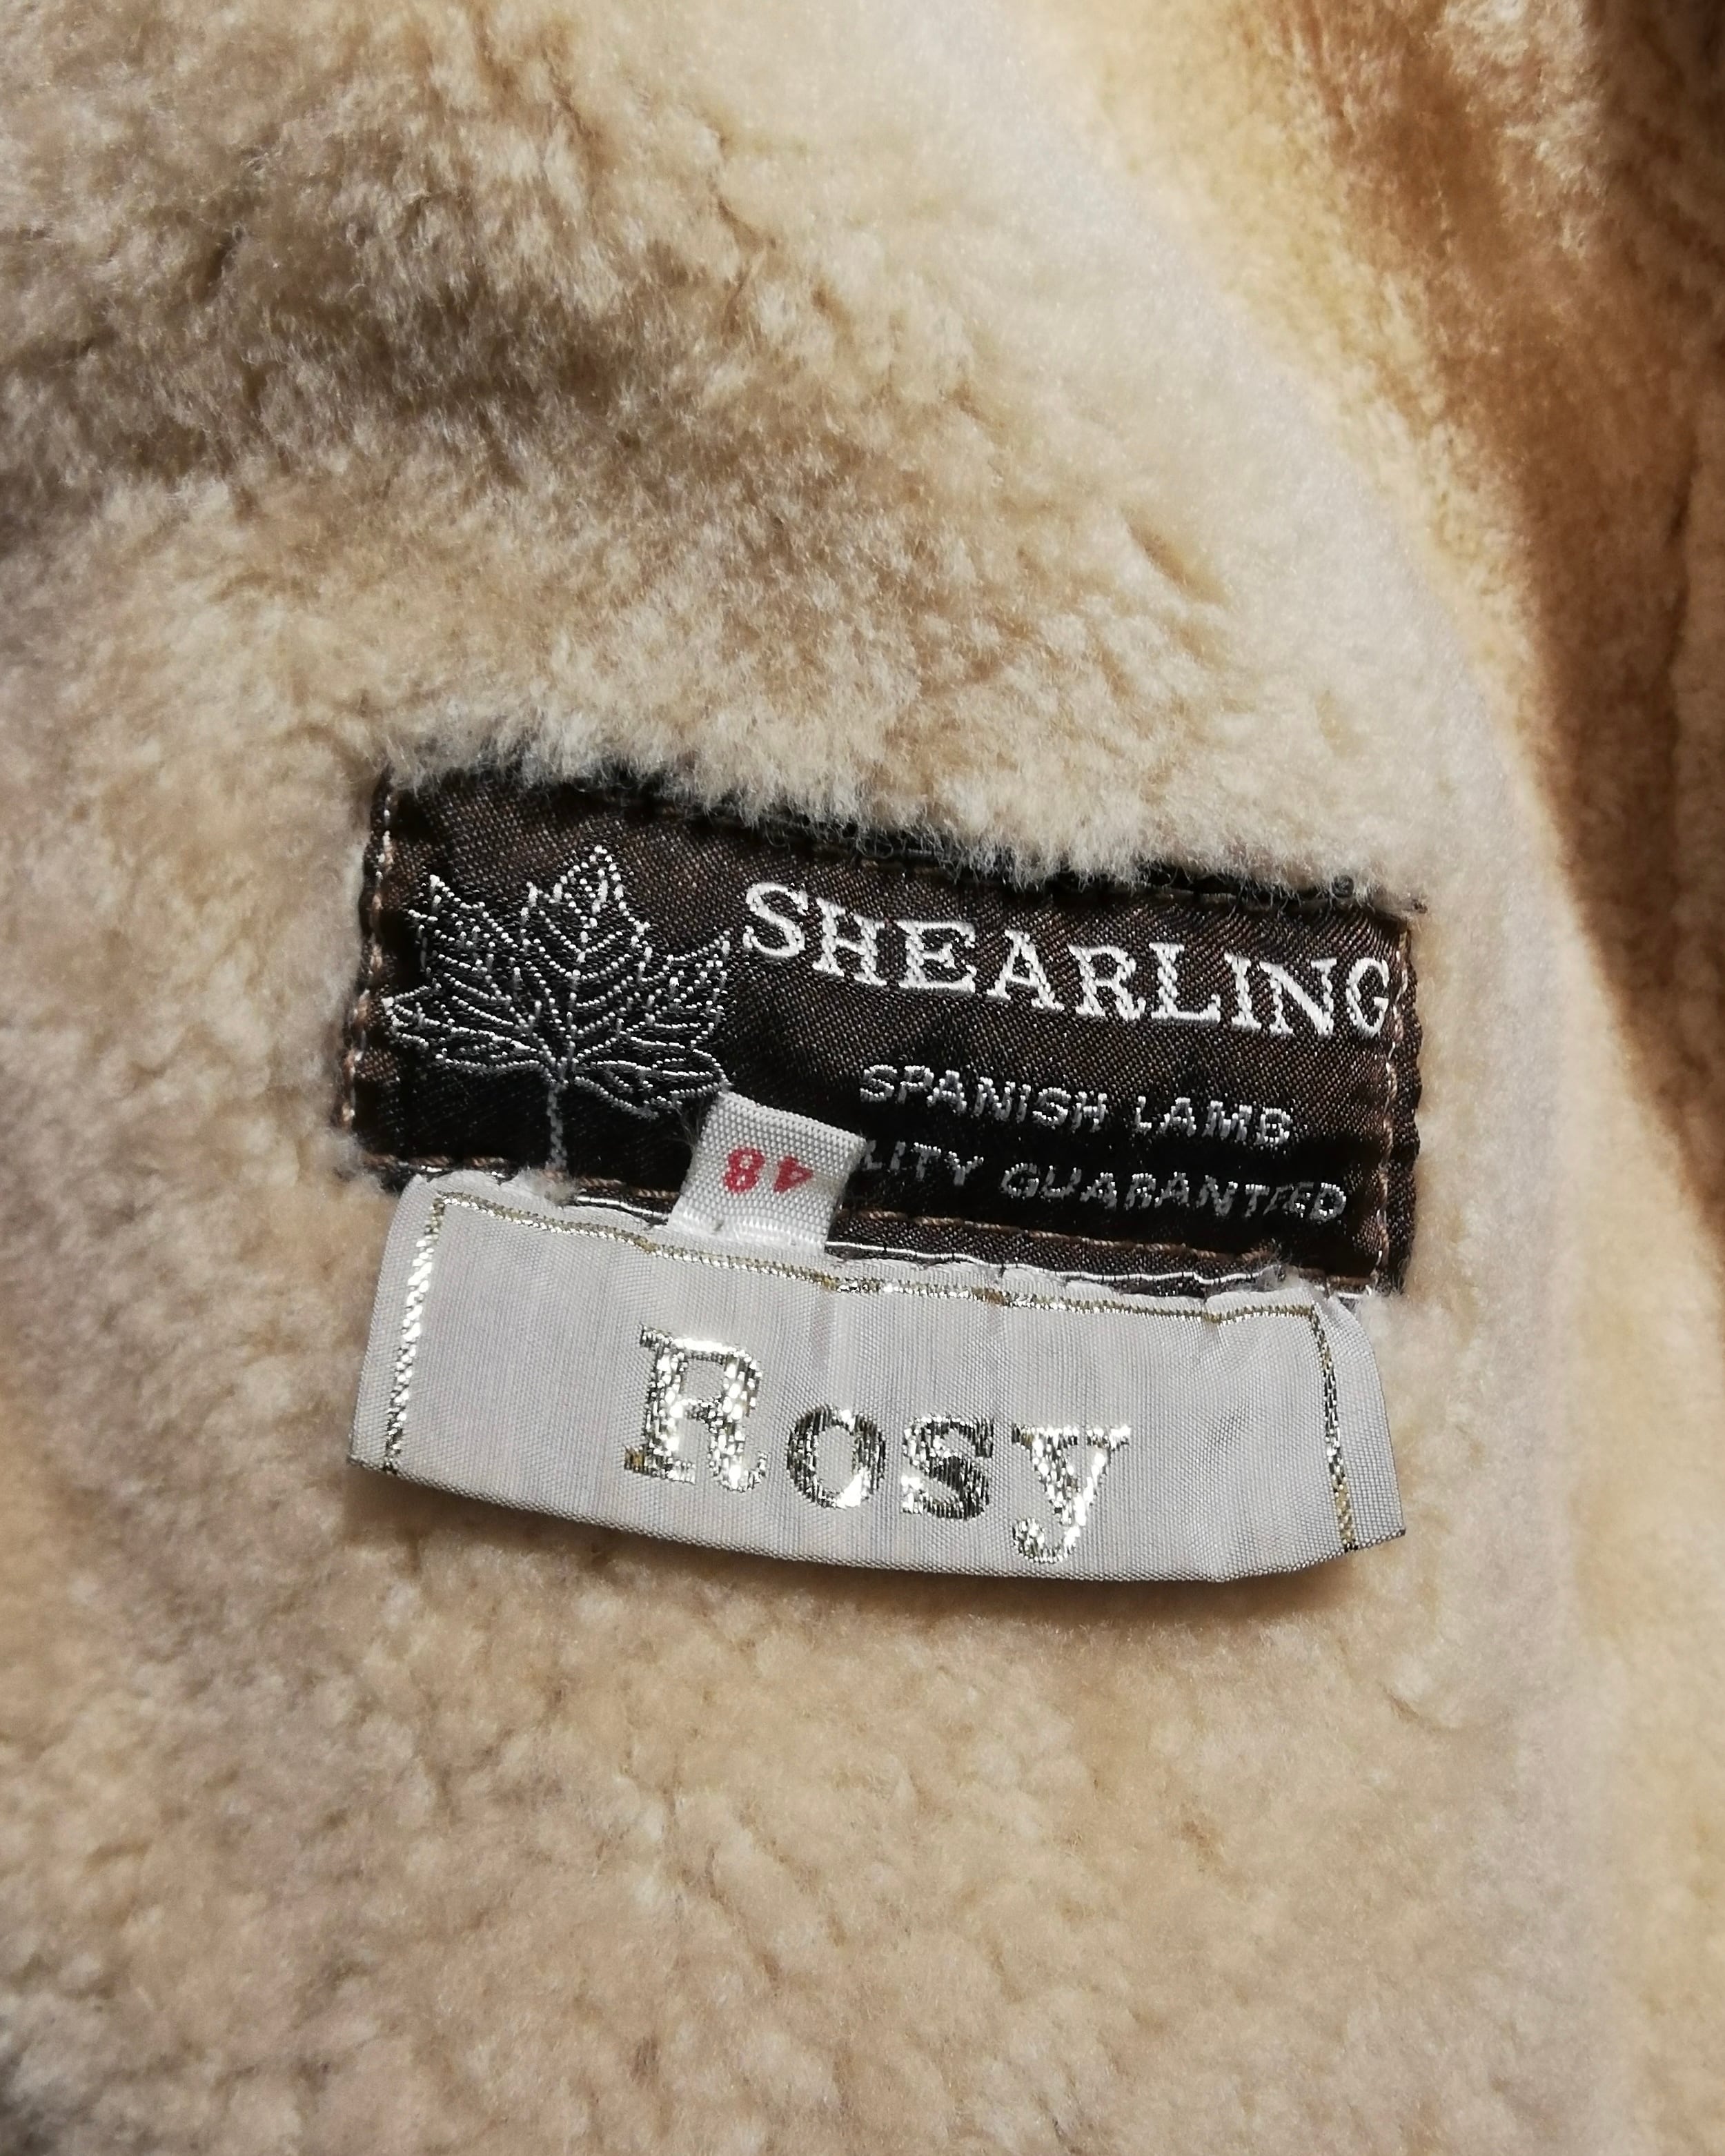 SHEARLING
SPANISH LAMB
LITY GUARANTEED
48
Rosy